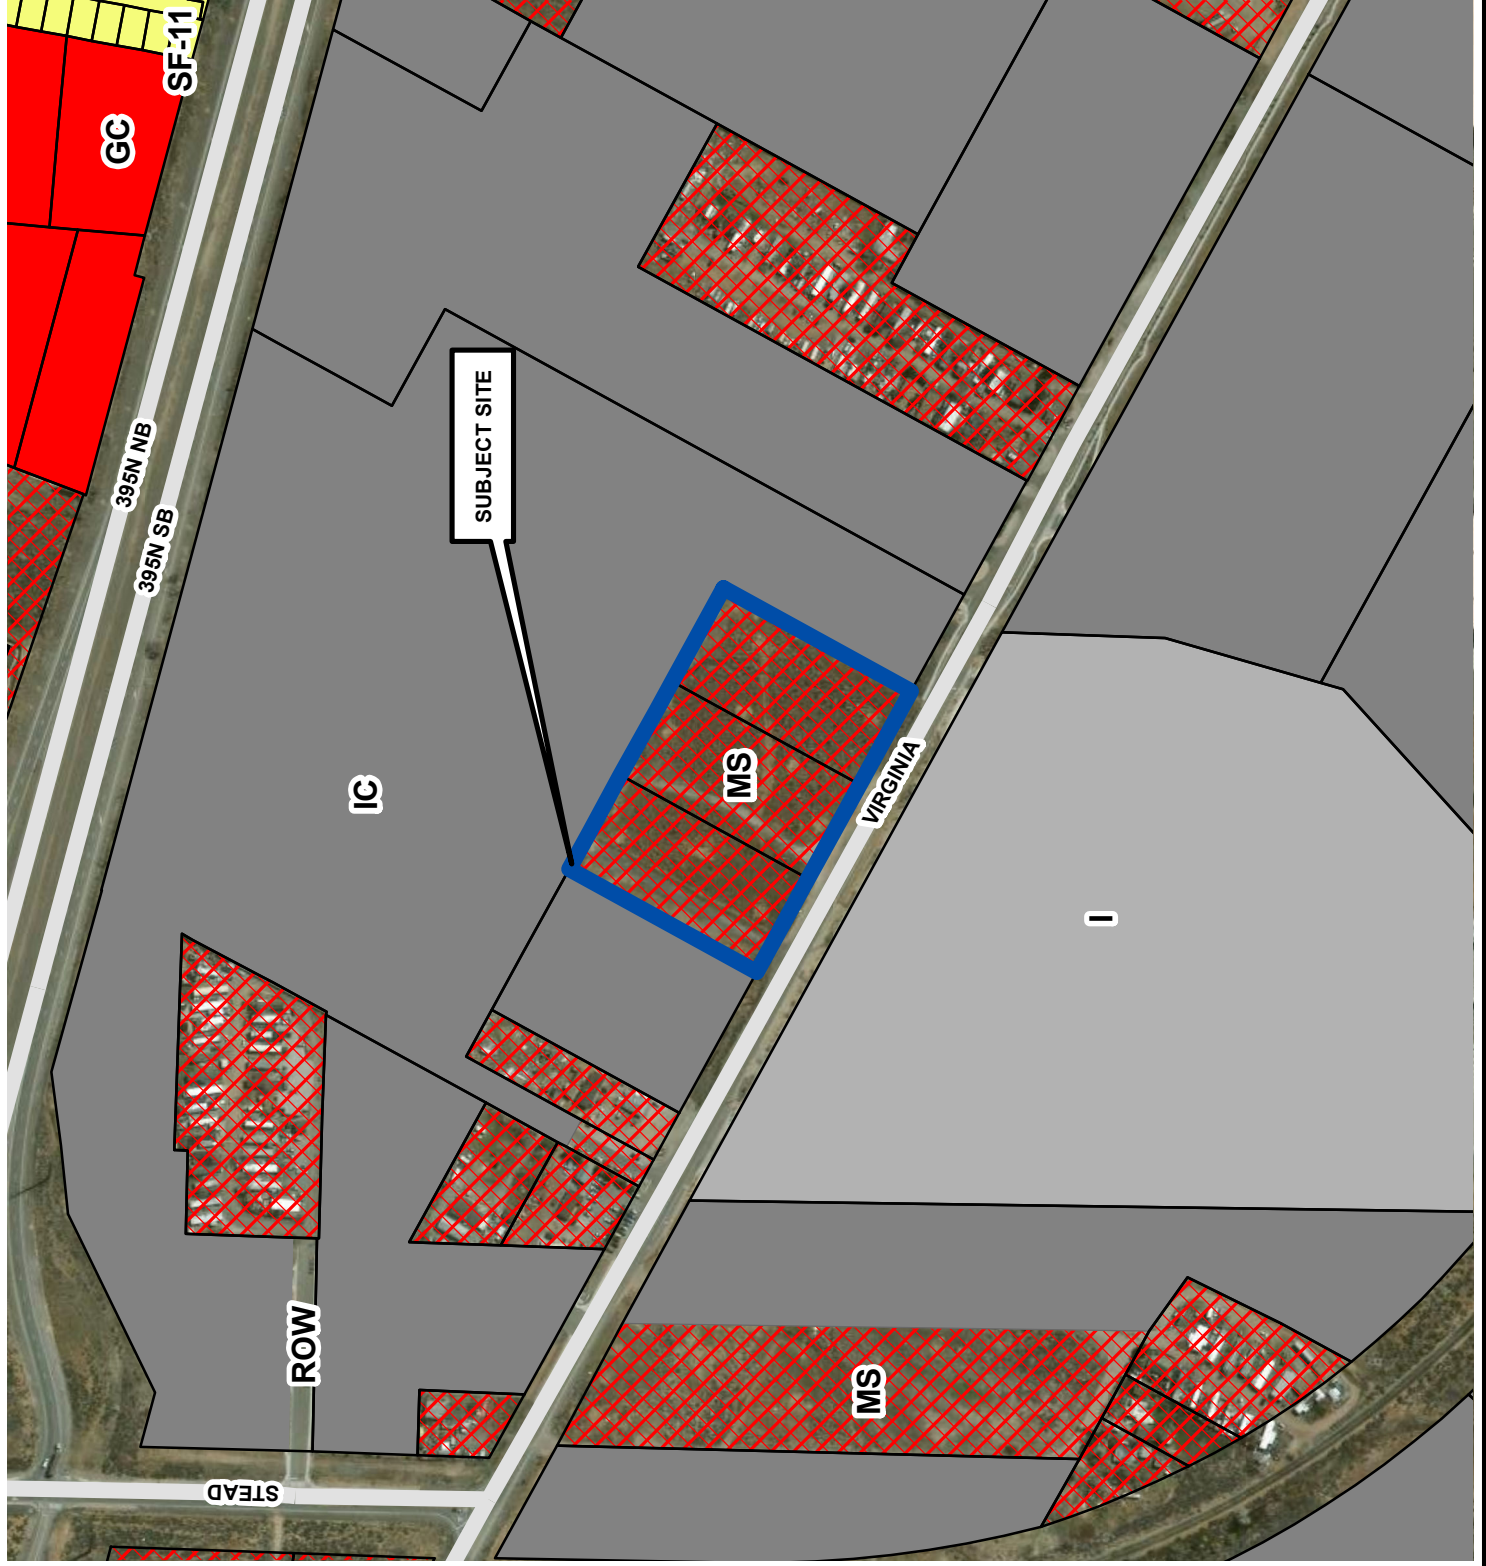 SF-11
GC
395N NB
395N SB
SUBJECT SITE
IC
MS
VIRGINIA
I
ROW
MS
STEAD